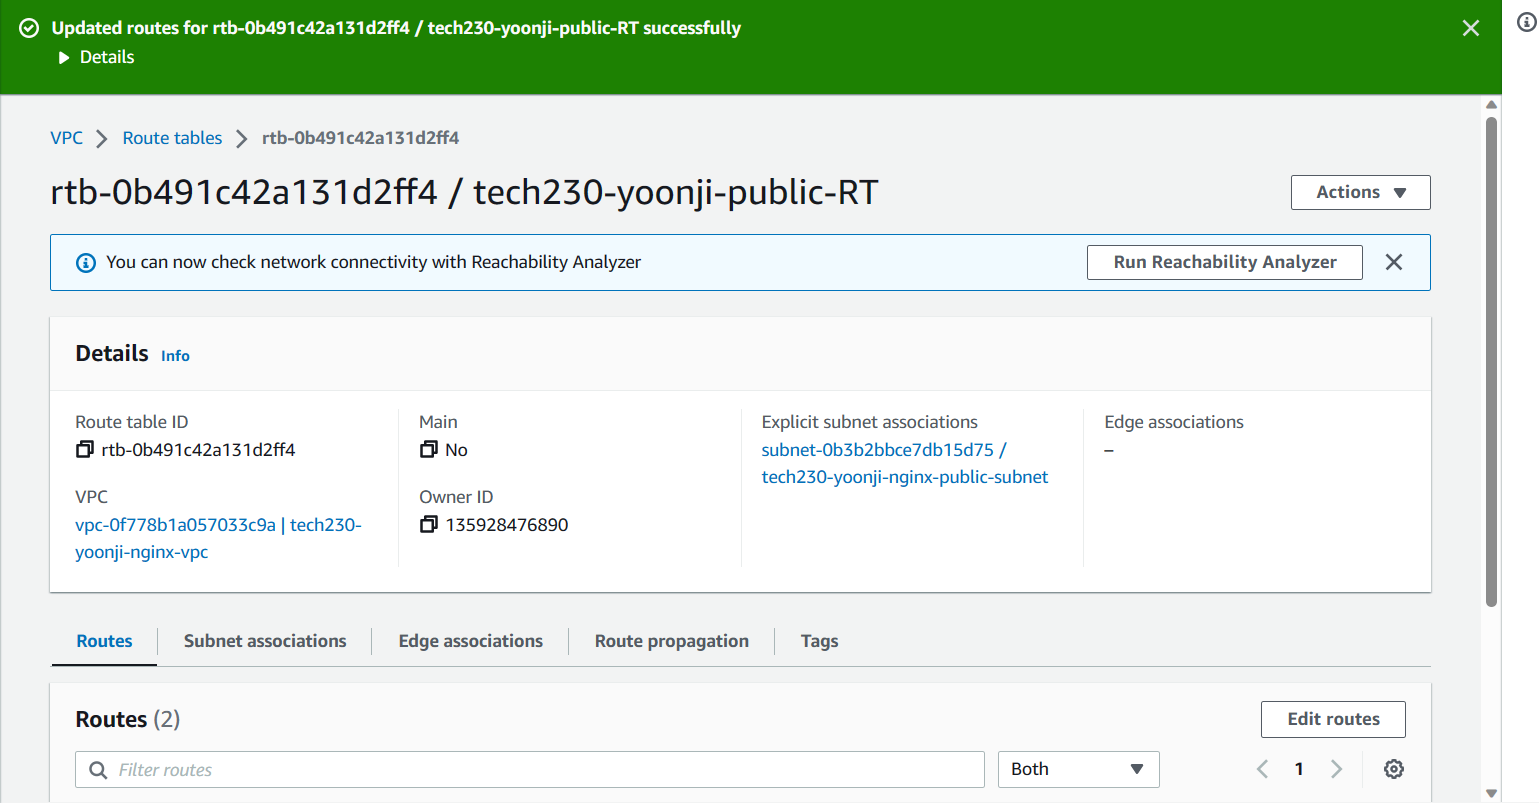 Updated routes for rtb-0b491c42a131d2ff4 / tech230-yoonji-public-RT successfully
Details
VPC
Route tables
rtb-0b491c42a131d2ff4
rtb-0b491c42a131d2ff4 / tech230-yoonji-public-RT
Actions
You can now check network connectivity with Reachability Analyzer
Run Reachability Analyzer
Details Info
Route table ID
rtb-0b491c42a131d2ff4
Main
No
Explicit subnet associations
subnet-0b3b2bbce7db15d75 /
tech230-yoonji-nginx-public-subnet
Edge associations
–
VPC
vpc-0f778b1a057033c9a | tech230-
yoonji-nginx-vpc
Owner ID
135928476890
Routes
Subnet associations
Edge associations
Route propagation
Tags
Routes (2)
Edit routes
Filter routes
Both
1